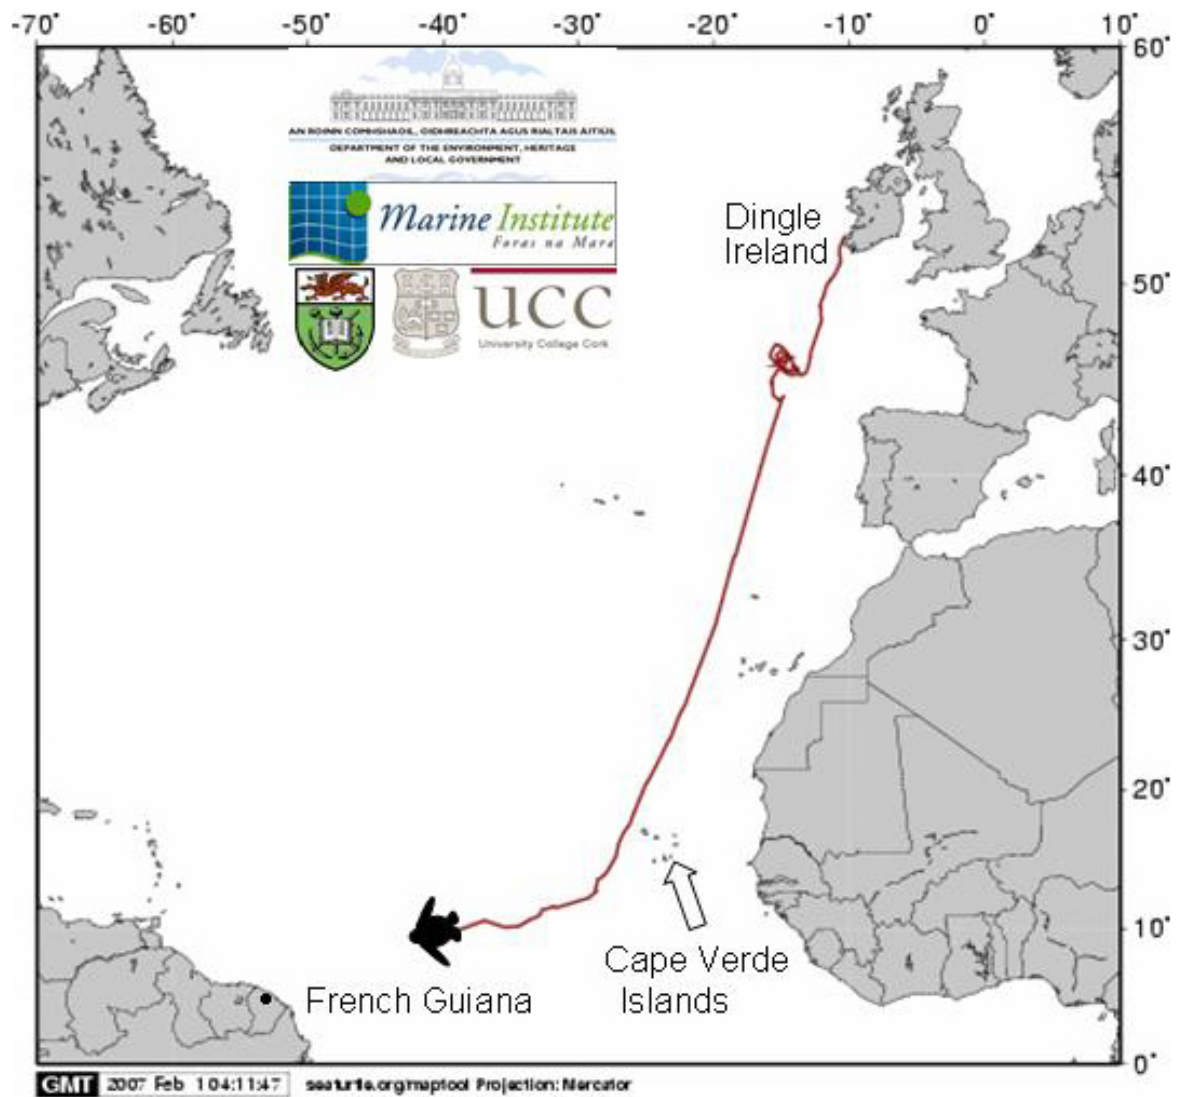 -70° -60° -50° -40° -30° -20° -10° 0° 10°
60°
AN ROINN COMHSHAOIL, OIDHREACHTA AGUS RIALTAIS ÁITIÚIL
DEPARTMENT OF THE ENVIRONMENT, HERITAGE
AND LOCAL GOVERNMENT
Marine Institute
Foras na Mara
Dingle
Ireland
50°
UCC
University College Cork
40°
30°
20°
10°
Cape Verde
Islands
French Guiana
0°
GMT 2007 Feb 1 04:11:47 seaturtle.org/maptool Projection: Mercator